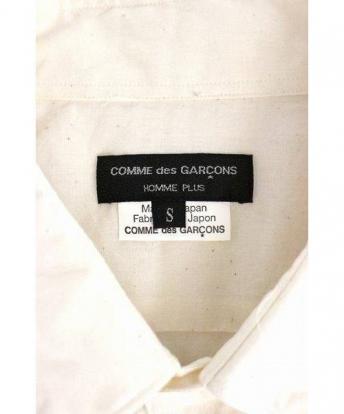 COMME des GARÇONS
HOMME PLUS
S
Japan
Japon
COMME des GARÇONS